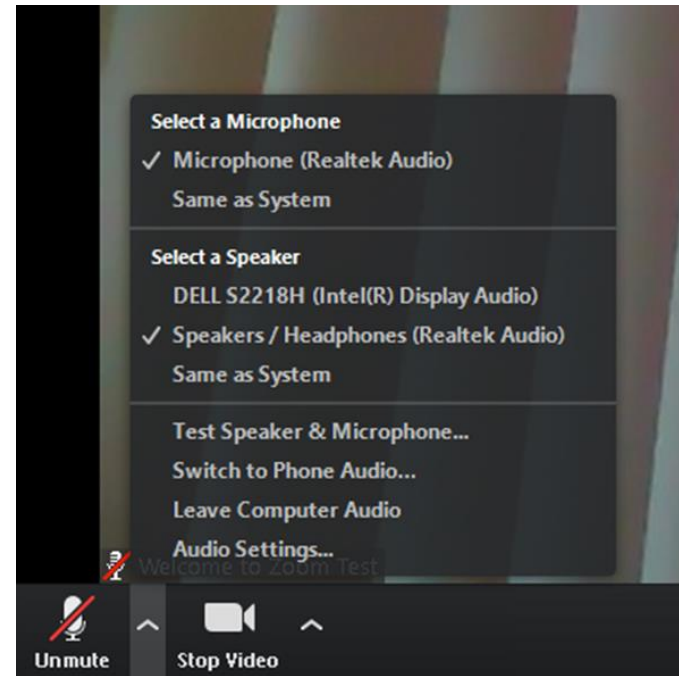 Select a Microphone
✓ Microphone (Realtek Audio)
Same as System
Select a Speaker
DELL S2218H (Intel(R) Display Audio)
✓ Speakers / Headphones (Realtek Audio)
Same as System
Test Speaker & Microphone...
Switch to Phone Audio...
Leave Computer Audio
Audio Settings...
Welcome to Zoom Test
Unmute
Stop Video